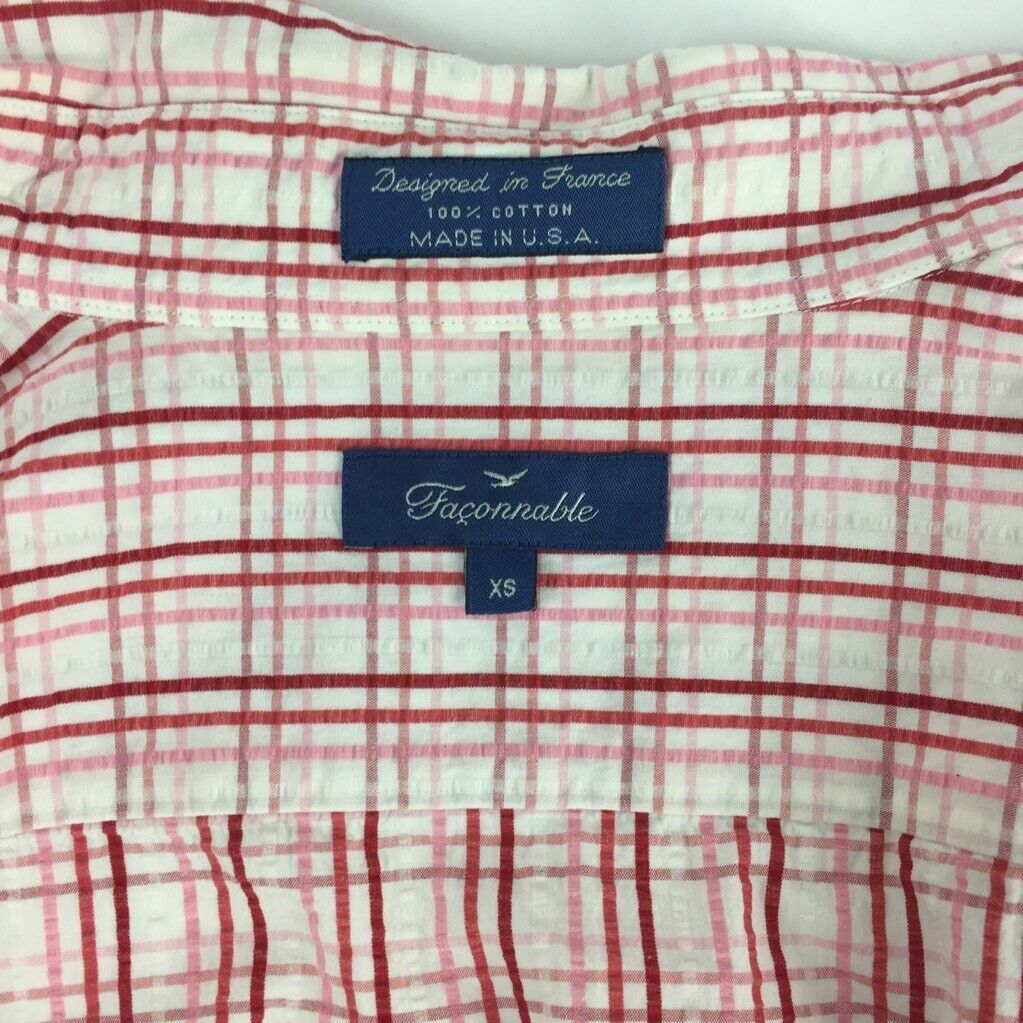 Designed in France
100% COTTON
MADE IN U.S.A.
Façonnable
XS